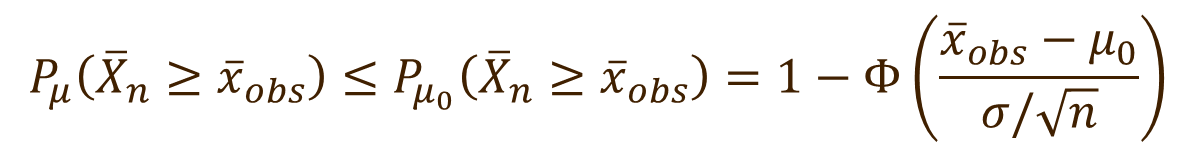 P_μ(X̄_n ≥ x̄_obs) ≤ P_μ₀(X̄_n ≥ x̄_obs) = 1 − Φ((x̄_obs − μ₀)/(σ/√n))